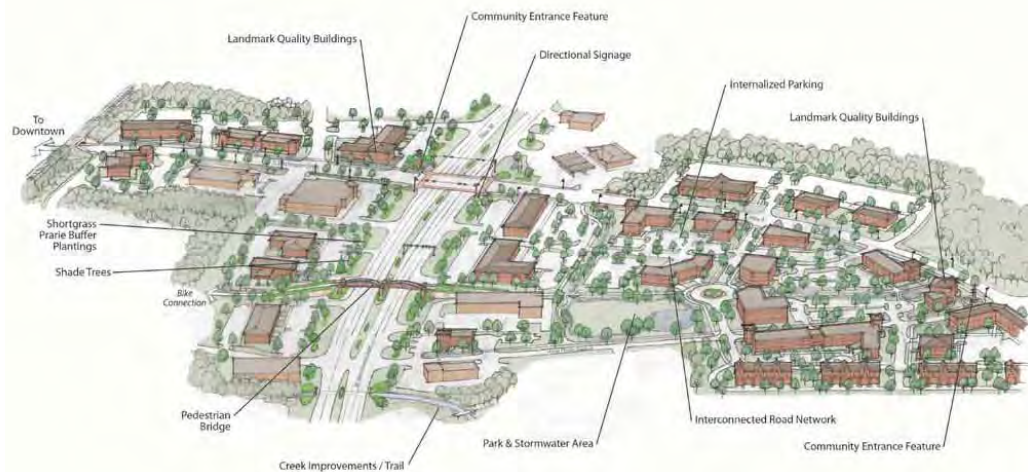 Community Entrance Feature
Landmark Quality Buildings
Directional Signage
Internalized Parking
Landmark Quality Buildings
To
Downtown
Shortgrass
Prarie Buffer
Plantings
Shade Trees
Bike
Connection
Pedestrian
Bridge
Interconnected Road Network
Park & Stormwater Area
Community Entrance Feature
Creek Improvements / Trail